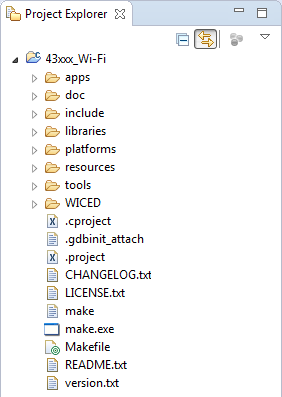 Project Explorer
43xxx_Wi-Fi
apps
doc
include
libraries
platforms
resources
tools
WICED
.cproject
.gdbinit_attach
.project
CHANGELOG.txt
LICENSE.txt
make
make.exe
Makefile
README.txt
version.txt